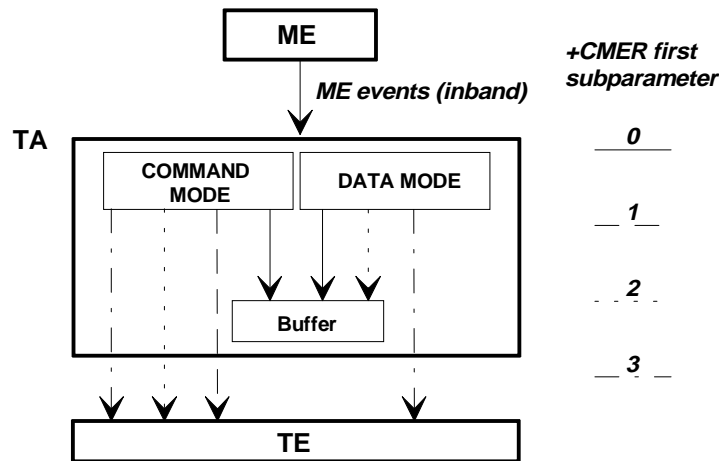 ME
+CMER first
subparameter
ME events (inband)
TA
0
COMMAND
MODE
DATA MODE
1
2
Buffer
3
TE